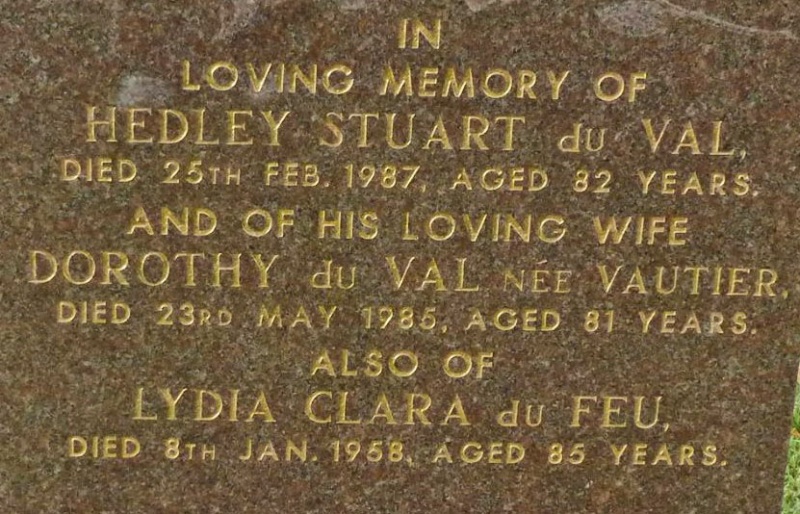 IN
LOVING MEMORY OF
HEDLEY STUART du VAL,
DIED 25TH FEB. 1987, AGED 82 YEARS.
AND OF HIS LOVING WIFE
DOROTHY du VAL NÉE VAUTIER,
DIED 23RD MAY 1985, AGED 81 YEARS.
ALSO OF
LYDIA CLARA du FEU,
DIED 8TH JAN. 1958, AGED 85 YEARS.